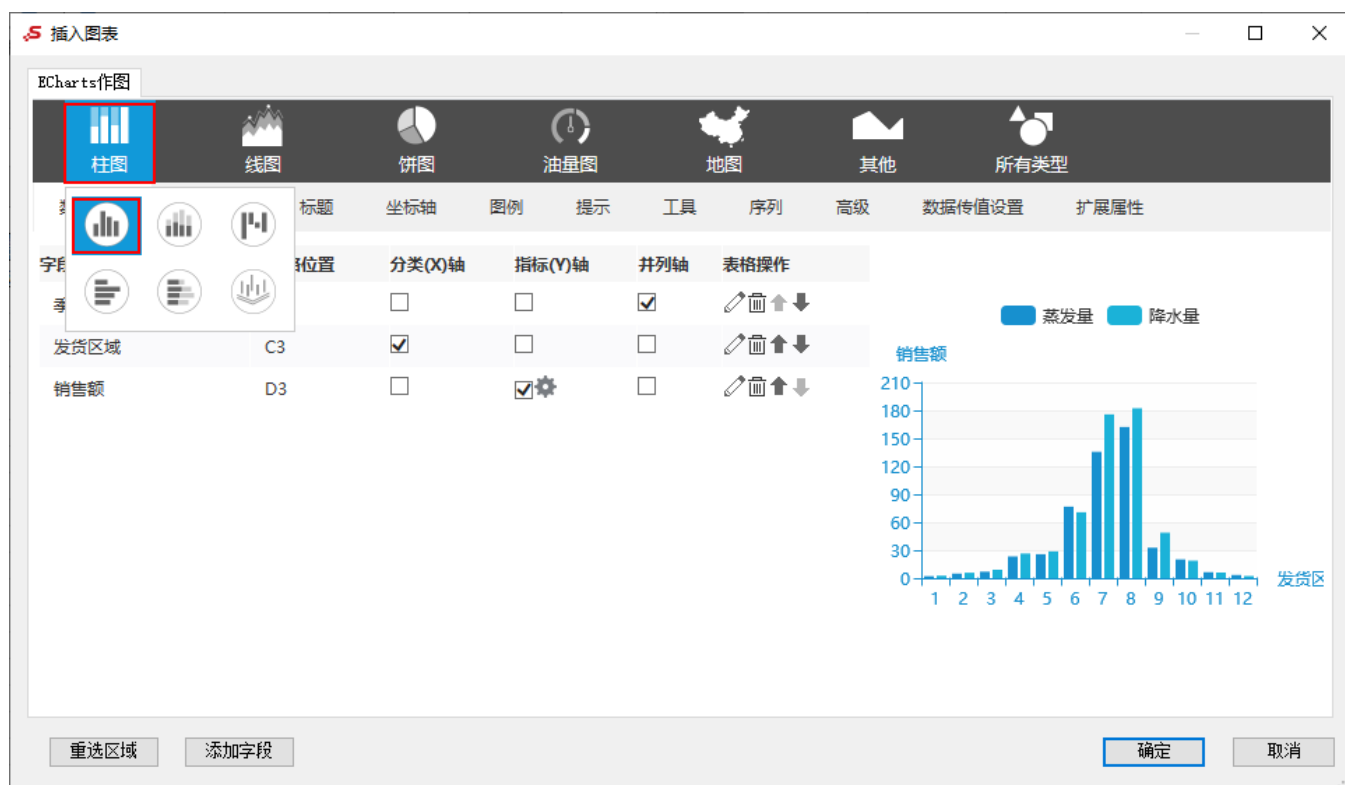 插入图表
ECharts作图
柱图 线图 饼图 油量图 地图 其他 所有类型
标题 坐标轴 图例 提示 工具 序列 高级 数据传值设置 扩展属性
位置 分类(X)轴 指标(Y)轴 并列轴 表格操作
发货区域 C3
销售额 D3
蒸发量 降水量
销售额
210
180
150
120
90
60
30
0
发货区
1 2 3 4 5 6 7 8 9 10 11 12
重选区域 添加字段 确定 取消